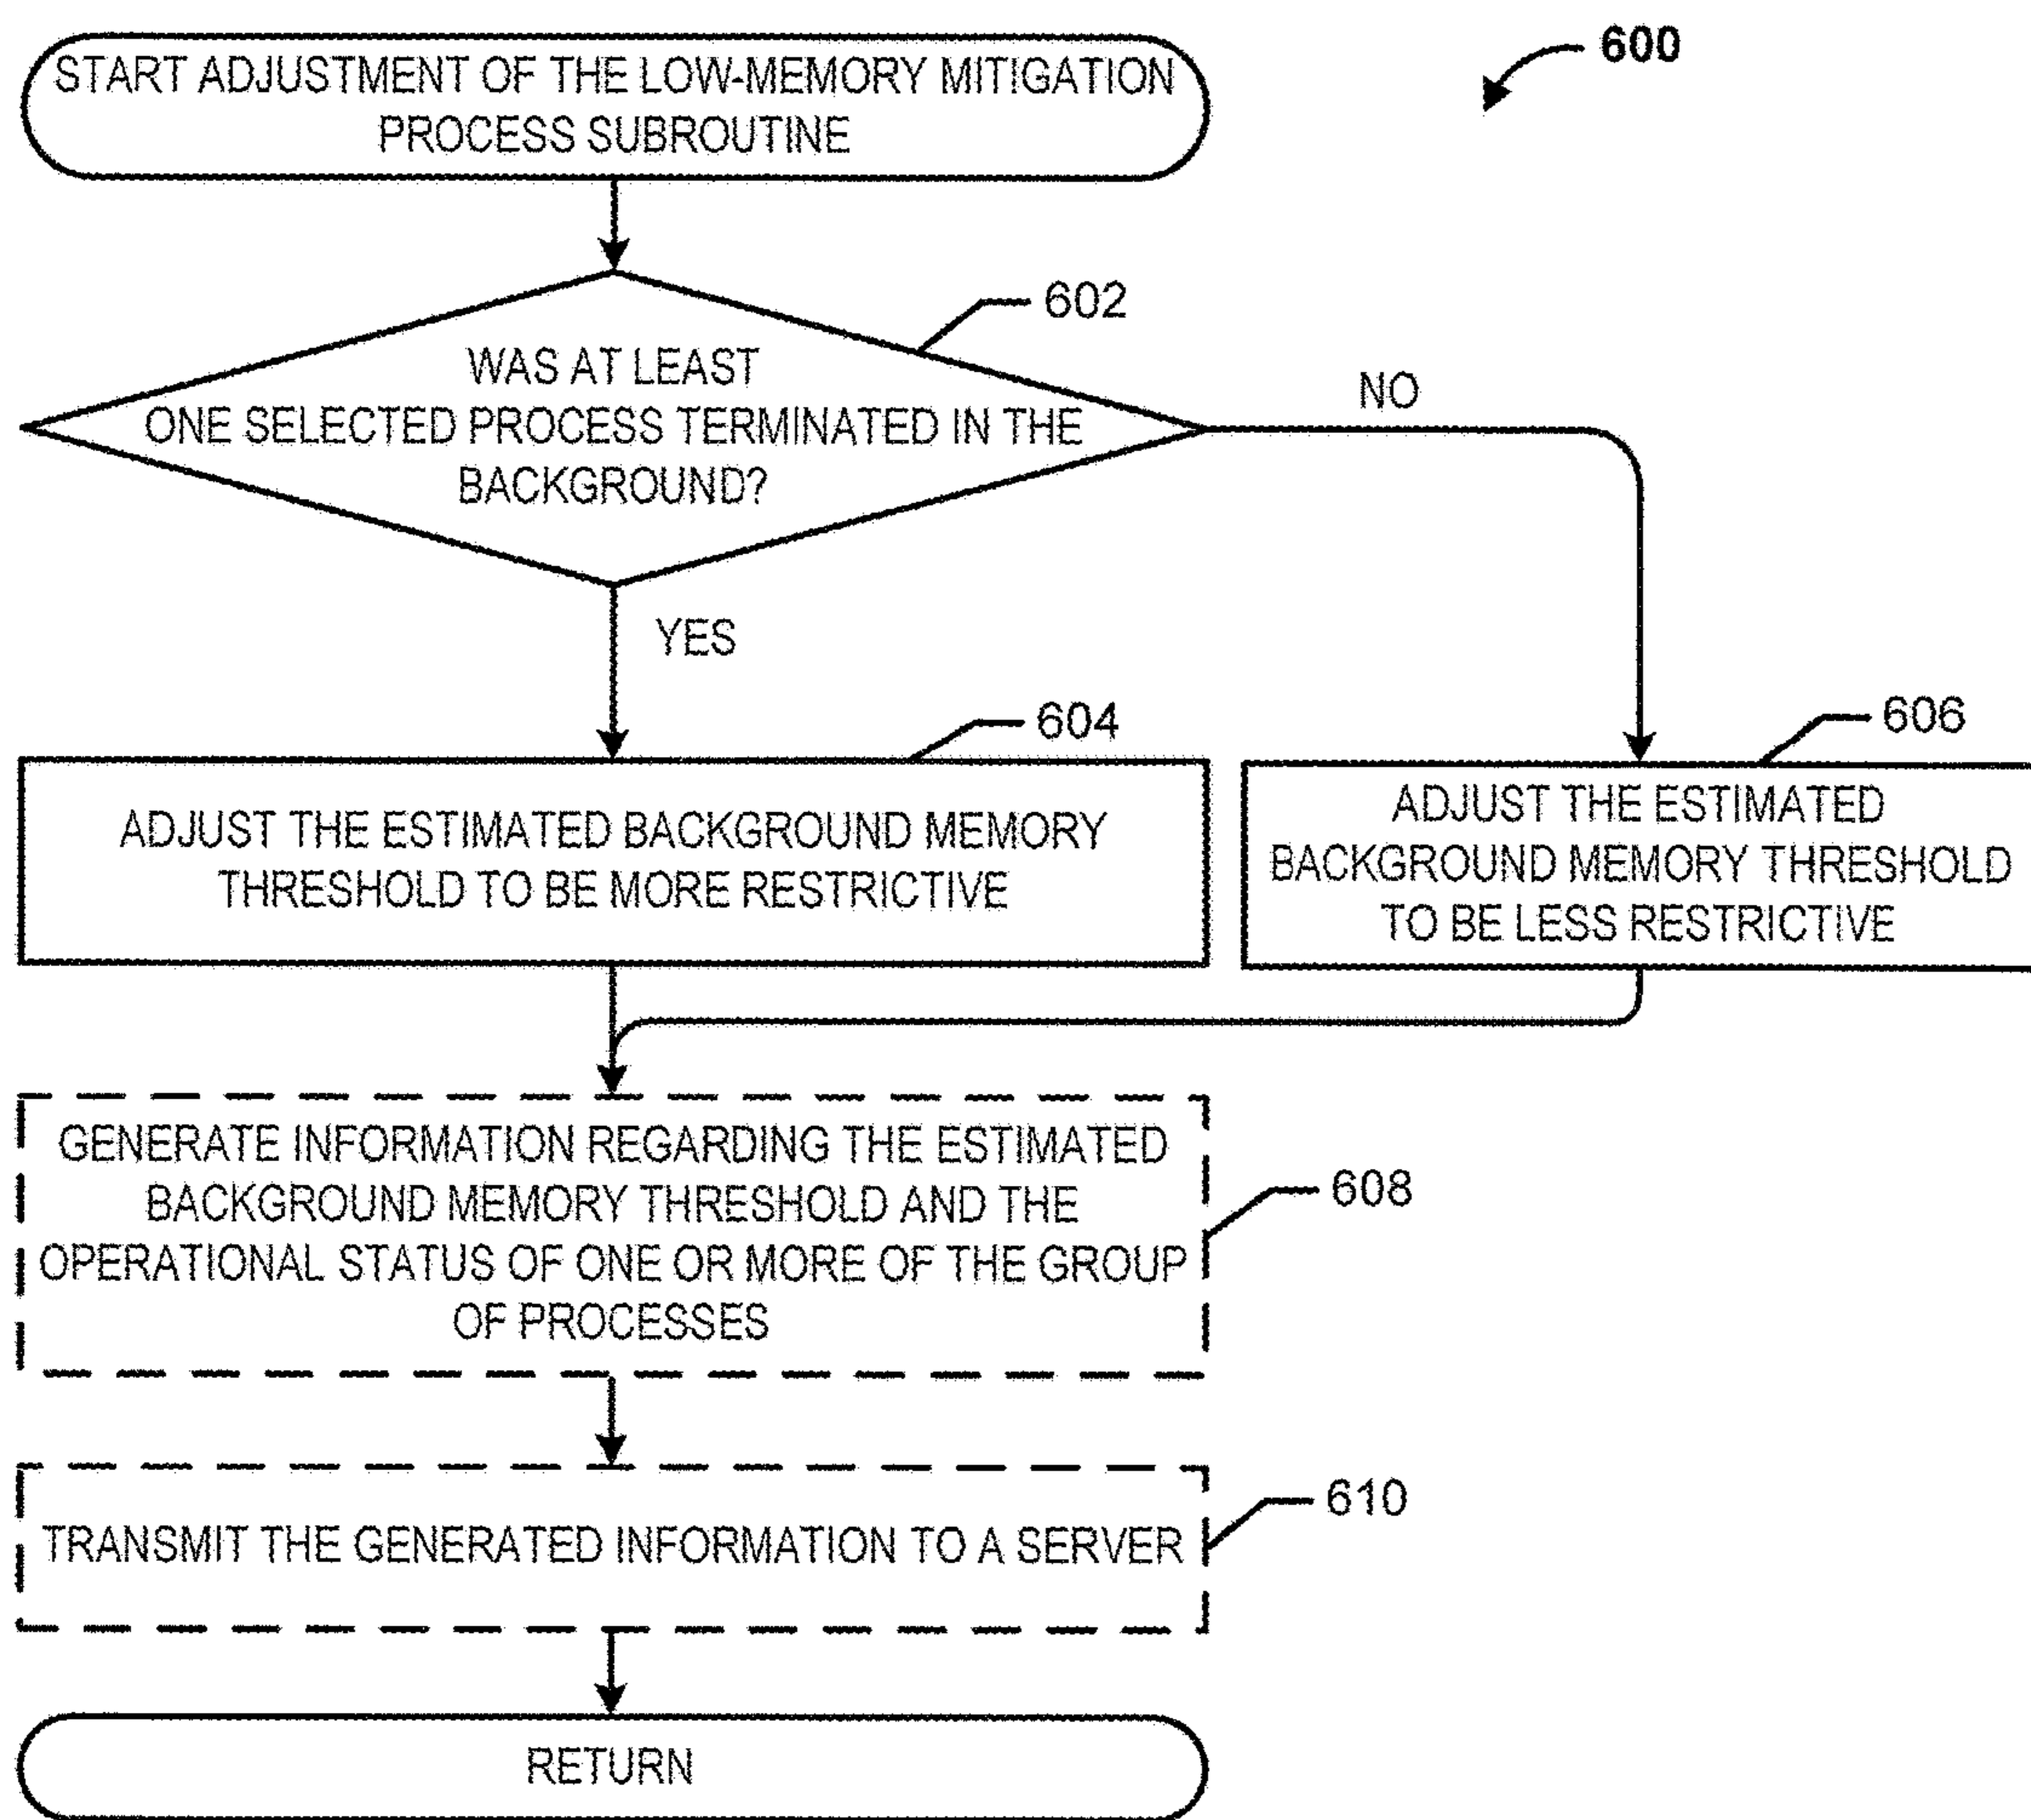 START ADJUSTMENT OF THE LOW-MEMORY MITIGATION
PROCESS SUBROUTINE
600
602
WAS AT LEAST
ONE SELECTED PROCESS TERMINATED IN THE
BACKGROUND?
NO
YES
604
606
ADJUST THE ESTIMATED BACKGROUND MEMORY
THRESHOLD TO BE MORE RESTRICTIVE
ADJUST THE ESTIMATED
BACKGROUND MEMORY THRESHOLD
TO BE LESS RESTRICTIVE
GENERATE INFORMATION REGARDING THE ESTIMATED
BACKGROUND MEMORY THRESHOLD AND THE
OPERATIONAL STATUS OF ONE OR MORE OF THE GROUP
OF PROCESSES
608
TRANSMIT THE GENERATED INFORMATION TO A SERVER
610
RETURN